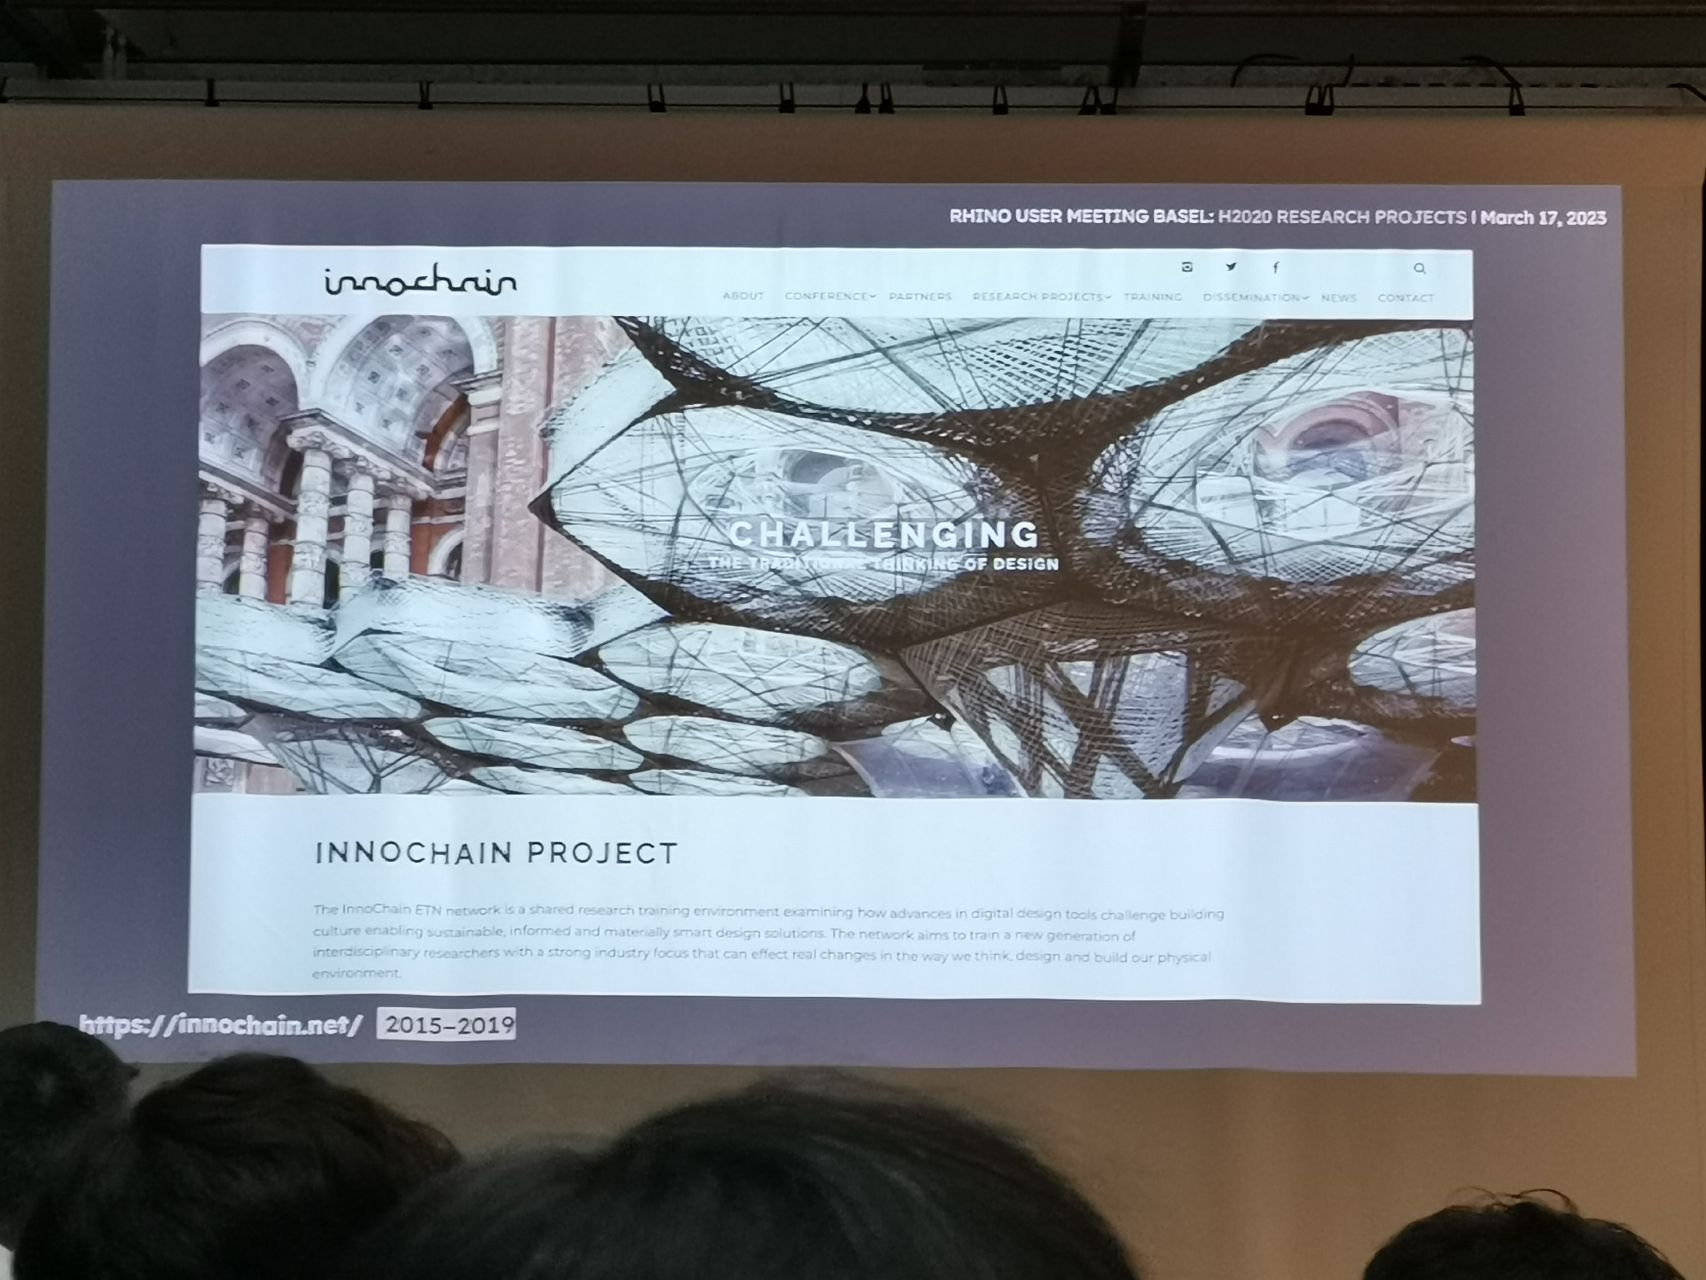 RHINO USER MEETING BASEL: H2020 RESEARCH PROJECTS I March 17, 2023
innochain
ABOUT CONFERENCE PARTNERS RESEARCH PROJECTS TRAINING DISSEMINATION NEWS CONTACT
CHALLENGING
THE TRADITIONAL THINKING OF DESIGN
INNOCHAIN PROJECT
The InnoChain ETN network is a shared research training environment examining how advances in digital design tools challenge building
culture enabling sustainable, informed and materially smart design solutions. The network aims to train a new generation of
interdisciplinary researchers with a strong industry focus that can effect real changes in the way we think, design and build our physical
environment.
https://innochain.net/ 2015–2019